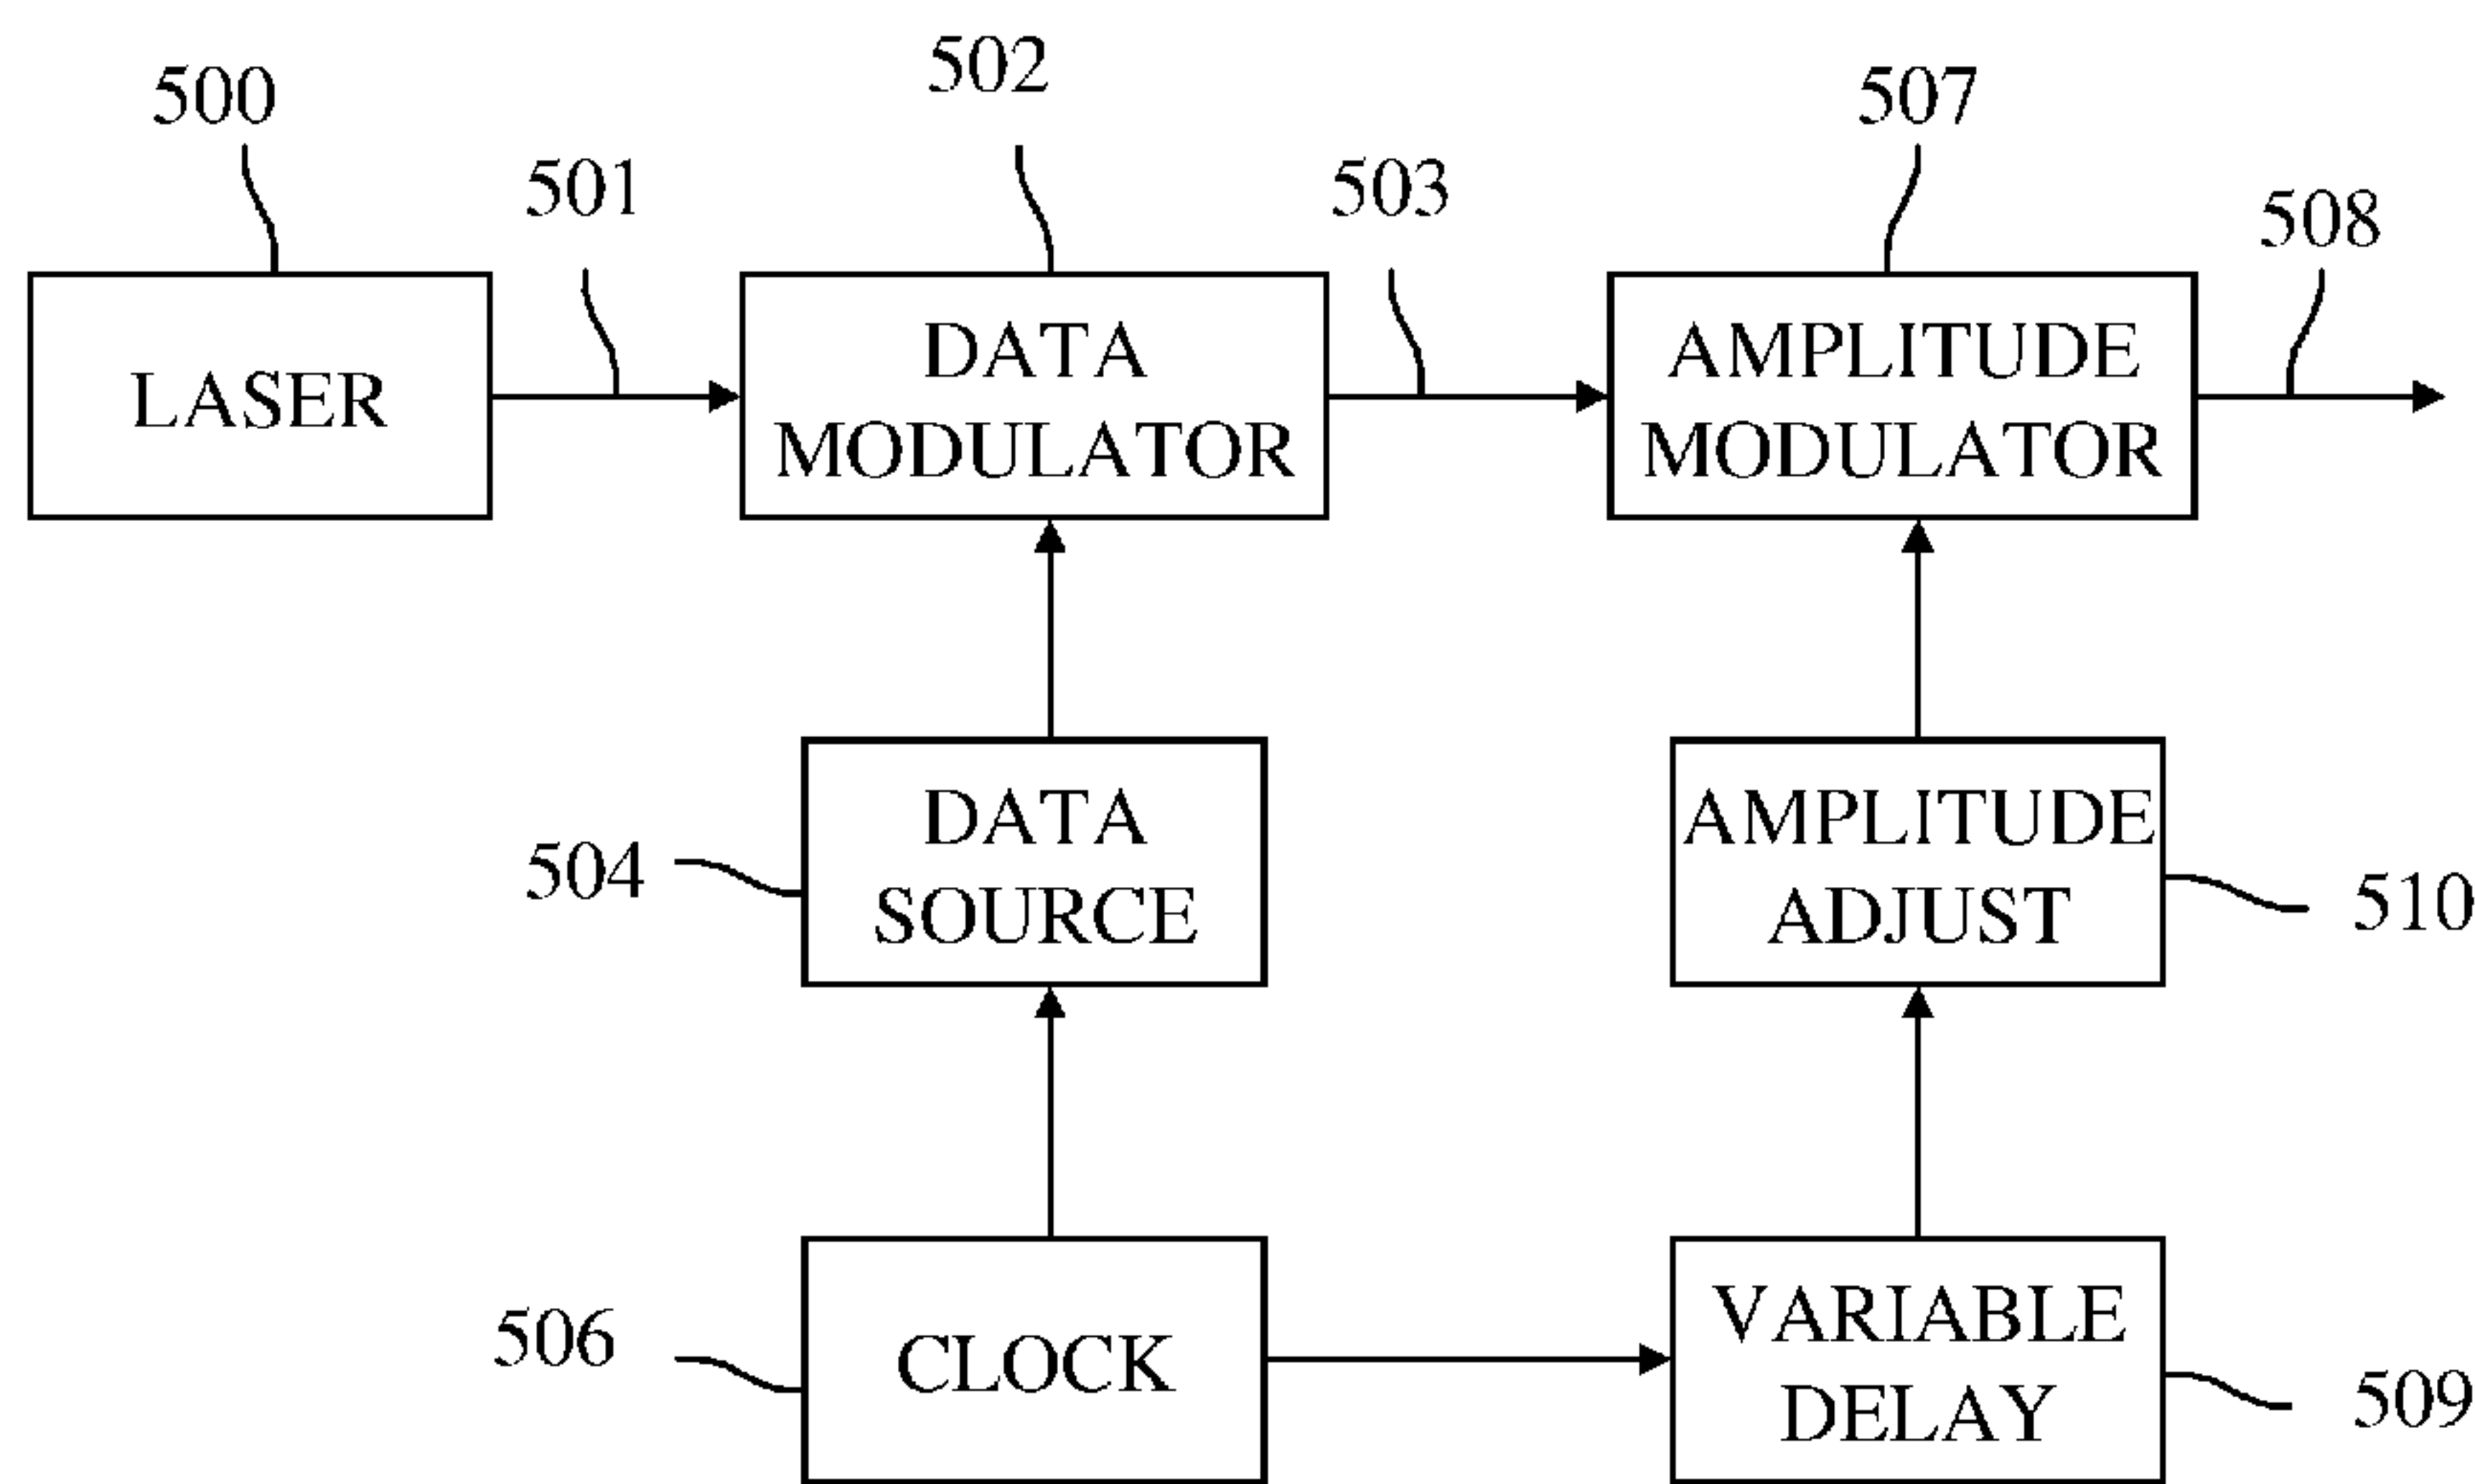 500
501
502
503
507
508
LASER
DATA
MODULATOR
AMPLITUDE
MODULATOR
504
DATA
SOURCE
AMPLITUDE
ADJUST
510
506
CLOCK
VARIABLE
DELAY
509